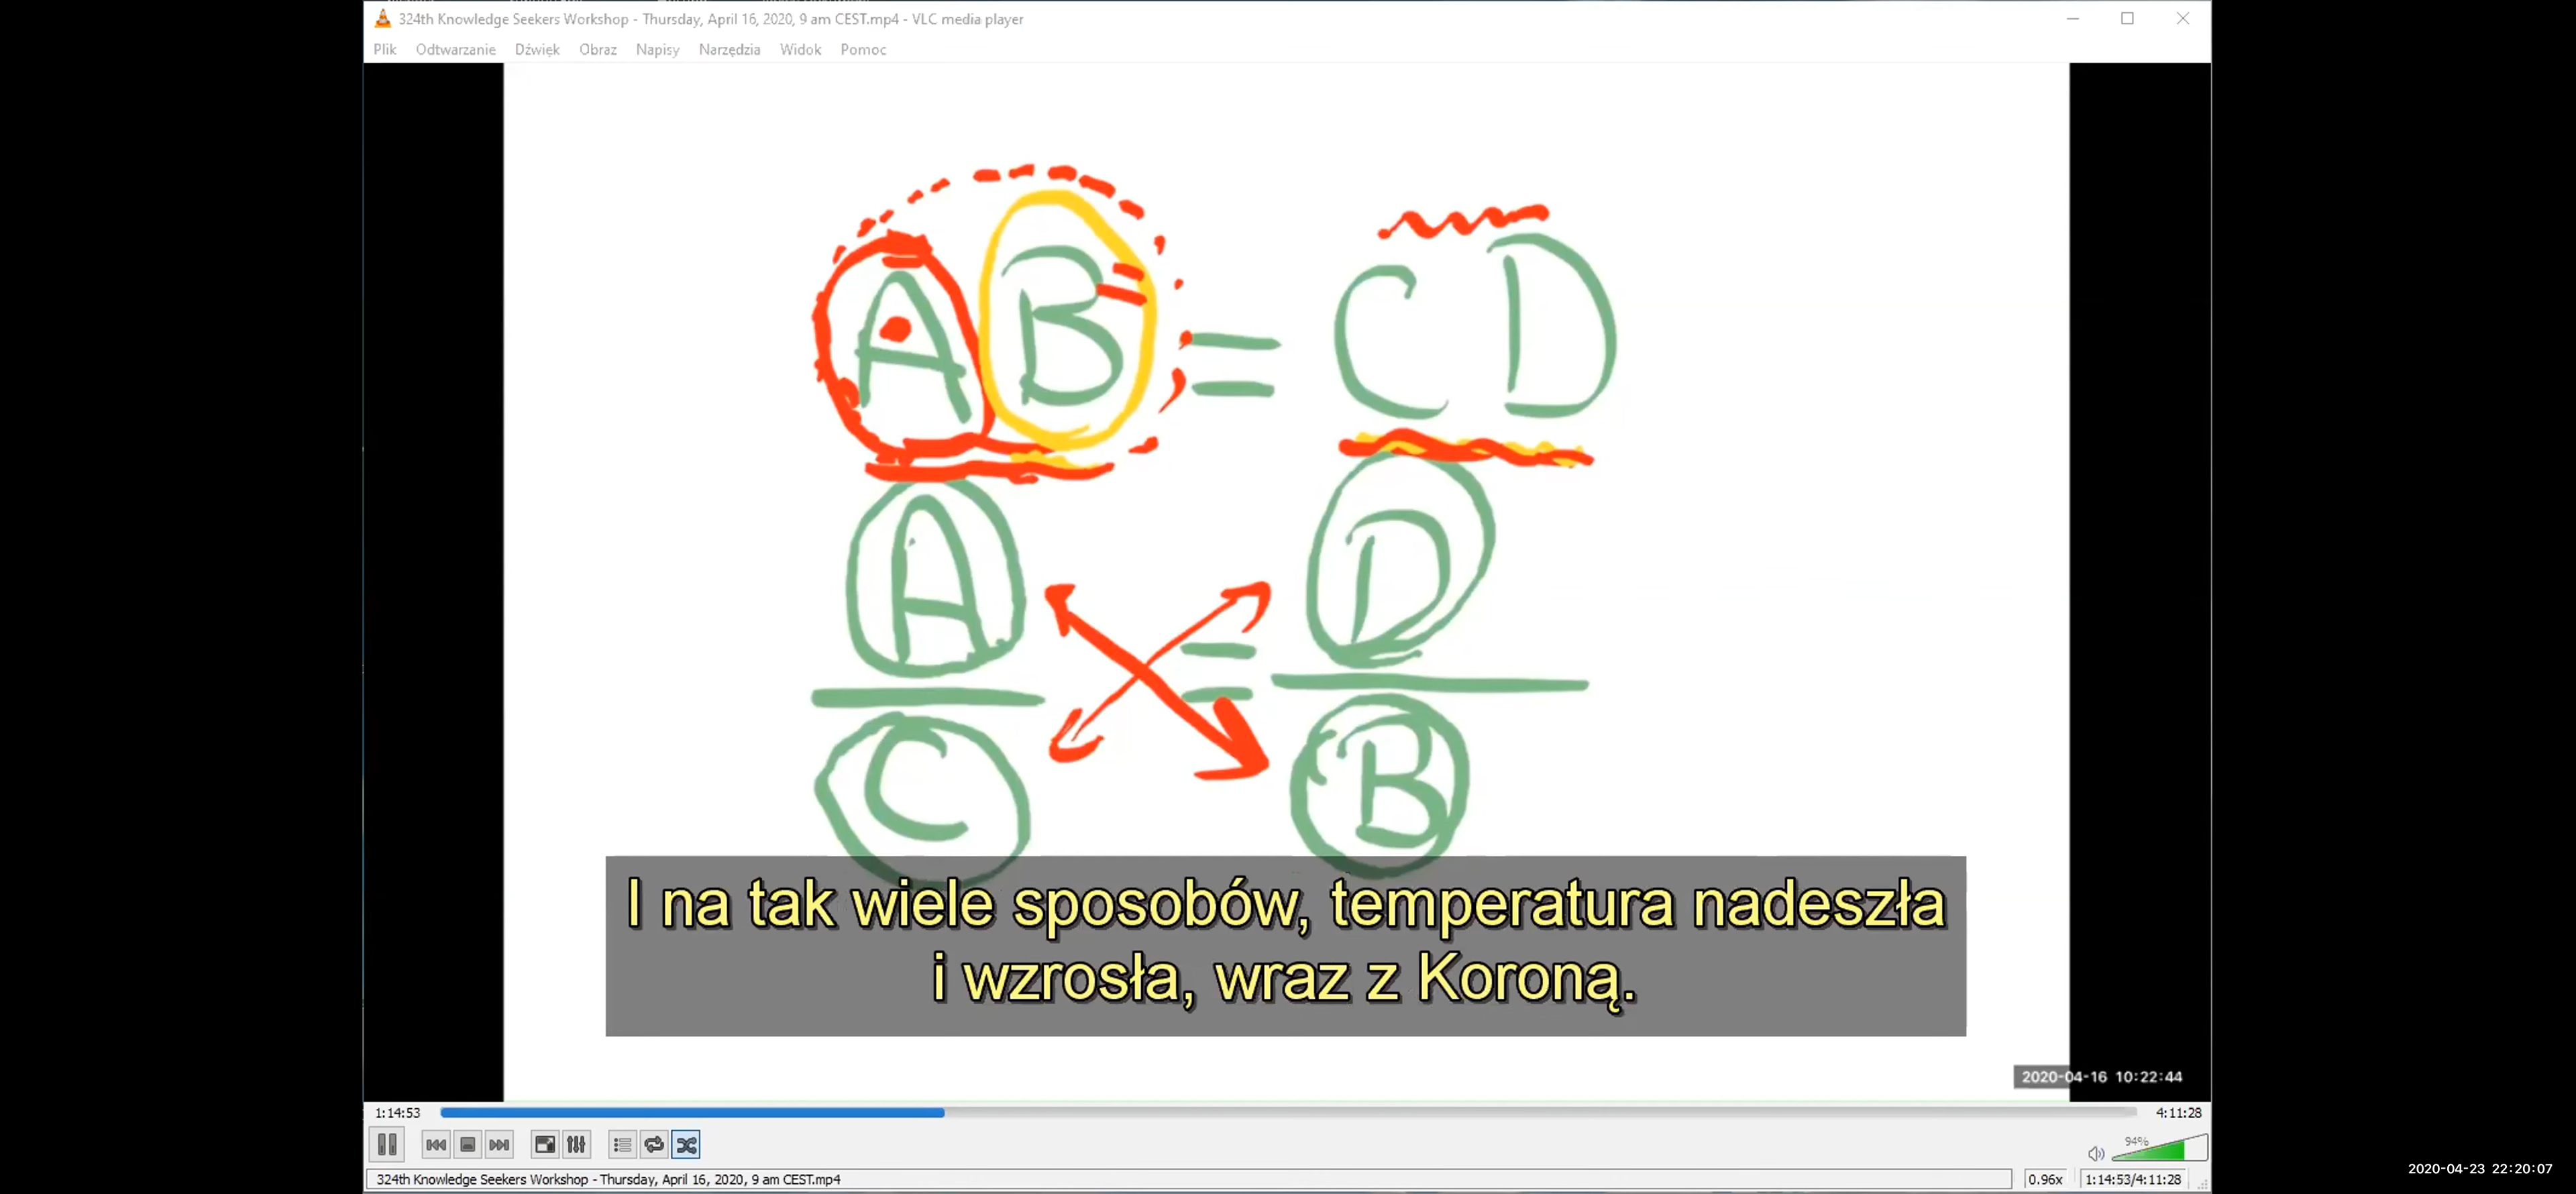 324th Knowledge Seekers Workshop - Thursday, April 16, 2020, 9 am CEST.mp4 - VLC media player
Plik Odtwarzanie Dźwięk Obraz Napisy Narzędzia Widok Pomoc
A B = C D
A = D
C B
I na tak wiele sposobów, temperatura nadeszła
i wzrosła, wraz z Koroną.
2020-04-16 10:22:44
1:14:53 4:11:28
94%
324th Knowledge Seekers Workshop - Thursday, April 16, 2020, 9 am CEST.mp4 0.96x 1:14:53/4:11:28
2020-04-23 22:20:07